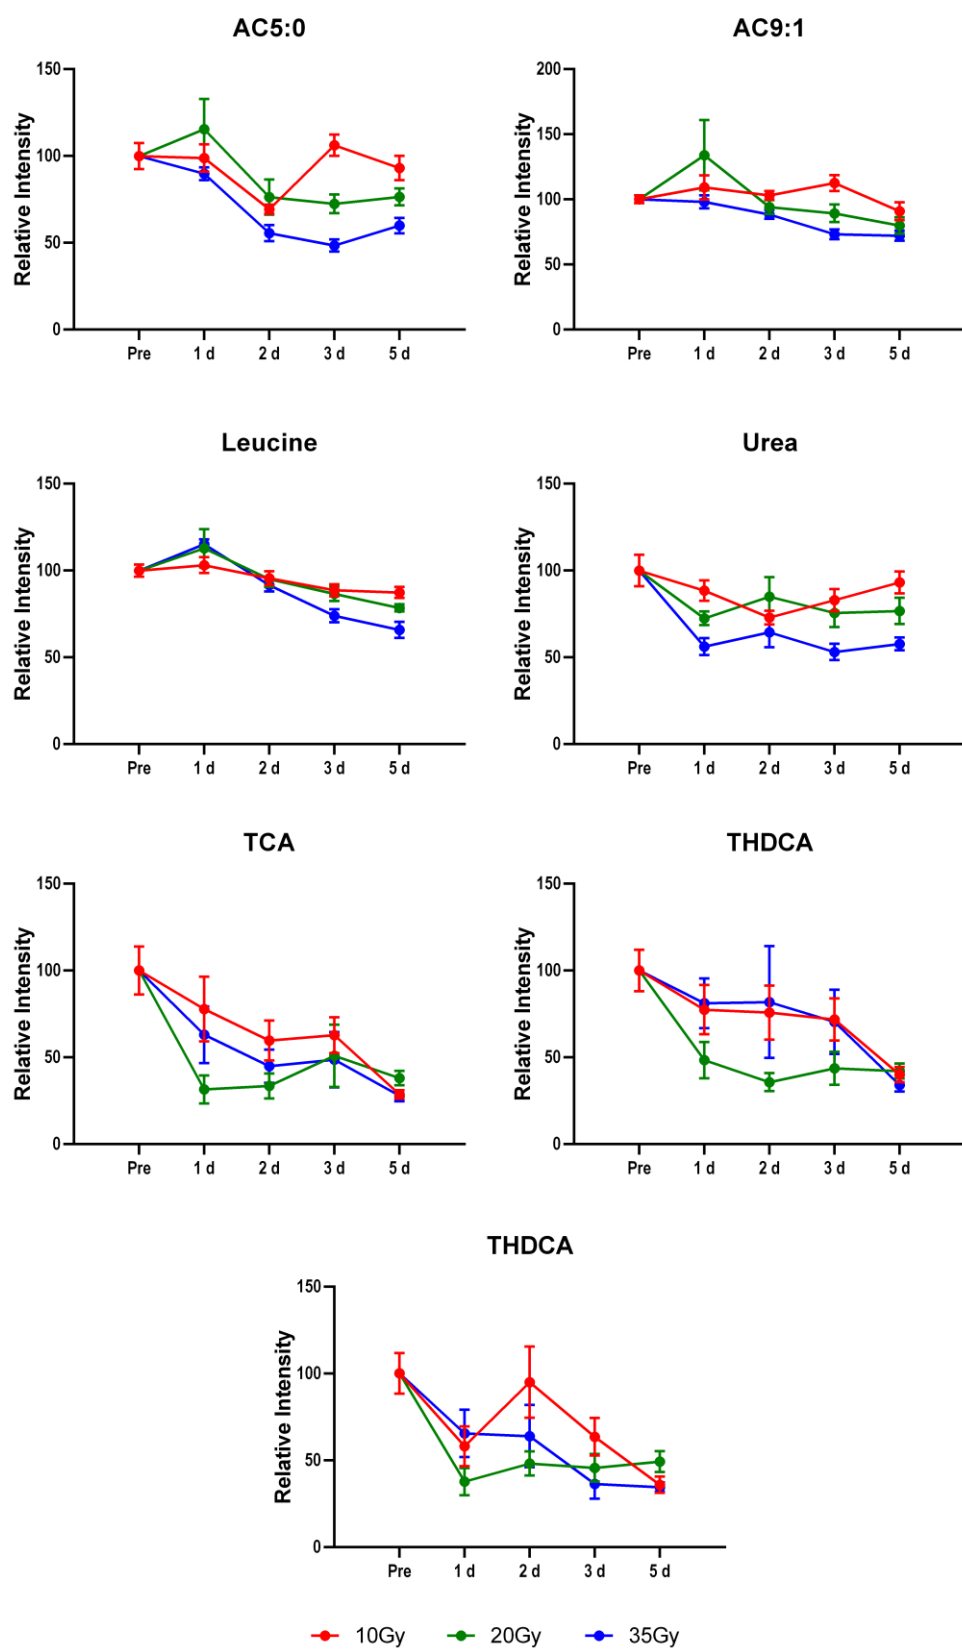 AC5:0
AC9:1
150
100
50
0
Relative Intensity
Pre 1 d 2 d 3 d 5 d
200
150
100
50
0
Relative Intensity
Pre 1 d 2 d 3 d 5 d
Leucine
Urea
150
100
50
0
Relative Intensity
Pre 1 d 2 d 3 d 5 d
150
100
50
0
Relative Intensity
Pre 1 d 2 d 3 d 5 d
TCA
THDCA
150
100
50
0
Relative Intensity
Pre 1 d 2 d 3 d 5 d
150
100
50
0
Relative Intensity
Pre 1 d 2 d 3 d 5 d
THDCA
150
100
50
0
Relative Intensity
Pre 1 d 2 d 3 d 5 d
10Gy 20Gy 35Gy